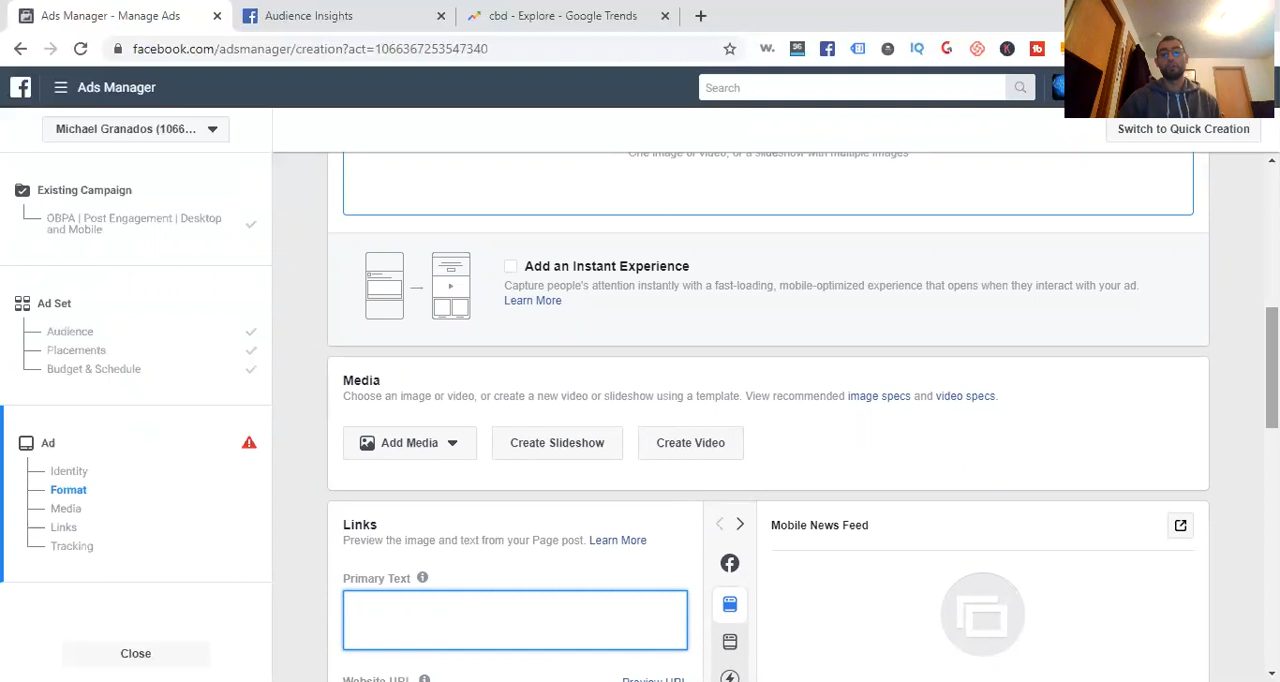 Ads Manager - Manage Ads
Audience Insights
cbd - Explore - Google Trends
facebook.com/adsmanager/creation?act=1066367253547340
Ads Manager
Search
Michael Granados (1066...
Switch to Quick Creation
Existing Campaign
OBPA | Post Engagement | Desktop
and Mobile
Ad Set
Audience
Placements
Budget & Schedule
Ad
Identity
Format
Media
Links
Tracking
Close
One image or video, or a slideshow with multiple images
Add an Instant Experience
Capture people's attention instantly with a fast-loading, mobile-optimized experience that opens when they interact with your ad.
Learn More
Media
Choose an image or video, or create a new video or slideshow using a template. View recommended image specs and video specs.
Add Media
Create Slideshow
Create Video
Links
Preview the image and text from your Page post. Learn More
Primary Text
Website URL
Preview URL
Mobile News Feed